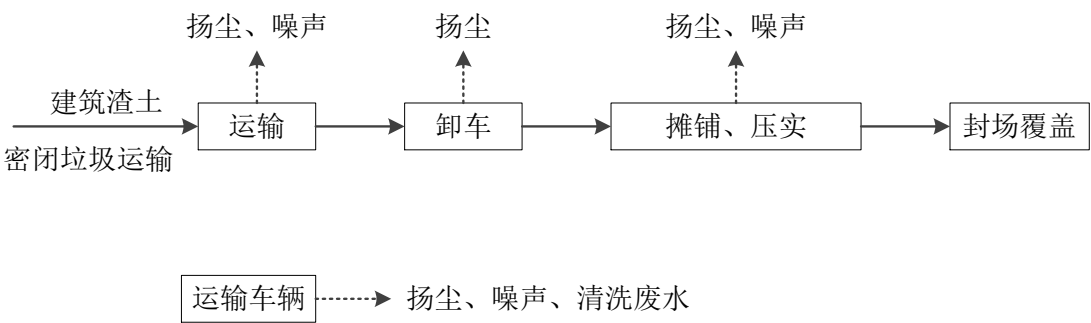 扬尘、噪声
扬尘
扬尘、噪声
建筑渣土
运输
卸车
摊铺、压实
封场覆盖
密闭垃圾运输
运输车辆
扬尘、噪声、清洗废水